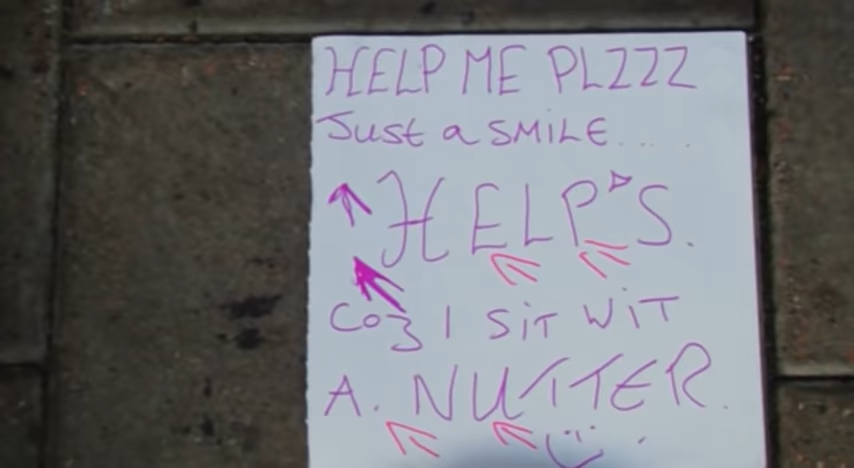 HELP ME PLZZZ
Just a SMILE.....
HELP'S.
Coz I SiT WiT
A. NUTTER.